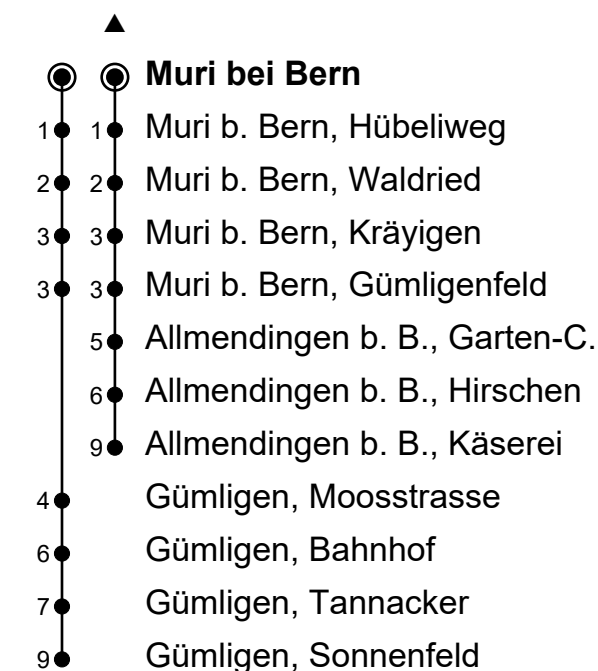 ▲
Muri bei Bern
1 1 Muri b. Bern, Hübeliweg
2 2 Muri b. Bern, Waldried
3 3 Muri b. Bern, Kräyigen
3 3 Muri b. Bern, Gümligenfeld
5 Allmendingen b. B., Garten-C.
6 Allmendingen b. B., Hirschen
9 Allmendingen b. B., Käserei
4 Gümligen, Moosstrasse
6 Gümligen, Bahnhof
7 Gümligen, Tannacker
9 Gümligen, Sonnenfeld